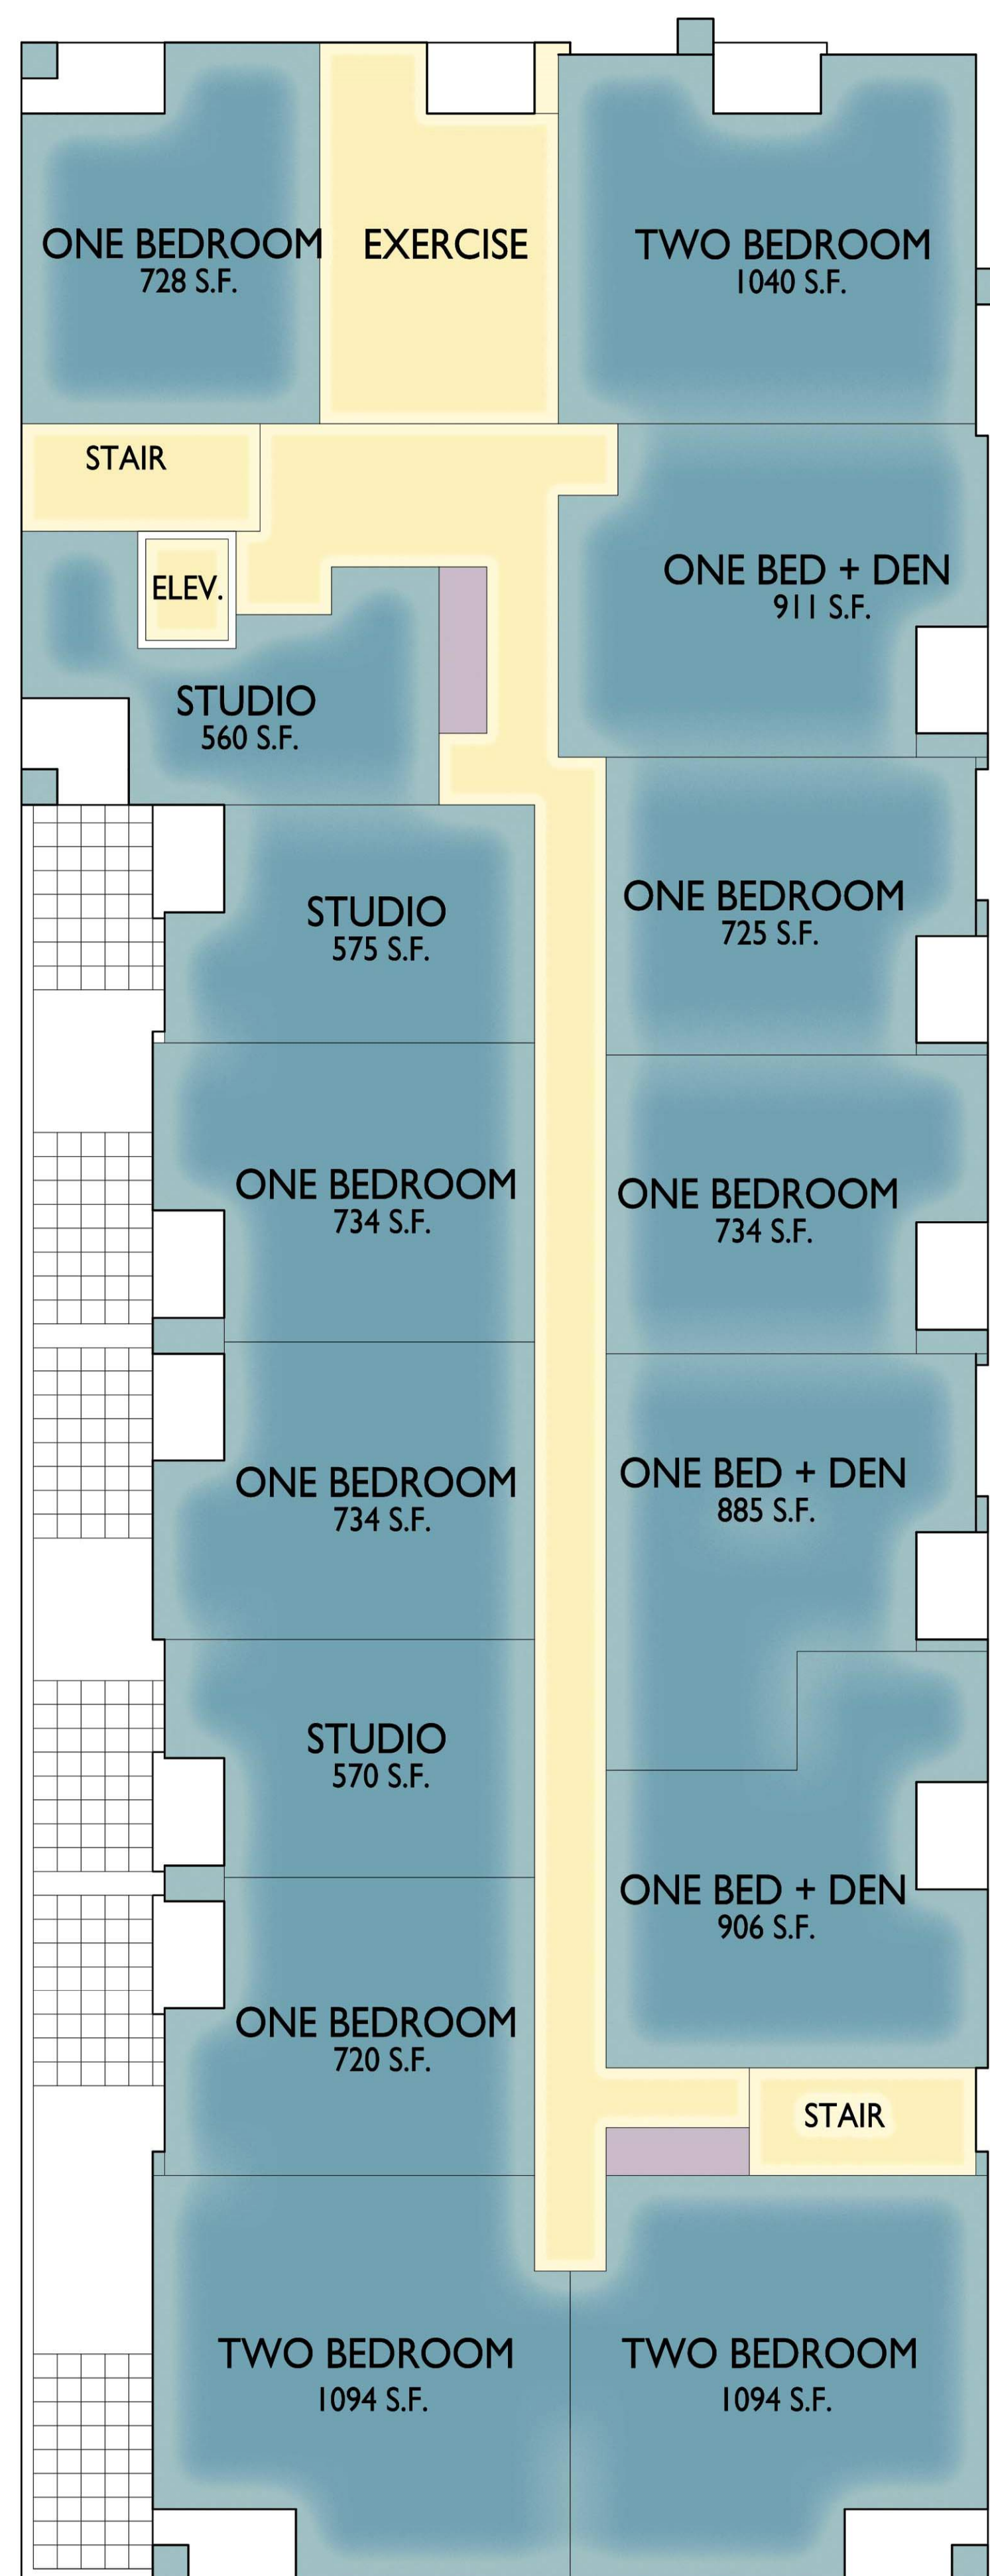 ONE BEDROOM
728 S.F.
EXERCISE
TWO BEDROOM
1040 S.F.
STAIR
ELEV.
ONE BED + DEN
911 S.F.
STUDIO
560 S.F.
STUDIO
575 S.F.
ONE BEDROOM
725 S.F.
ONE BEDROOM
734 S.F.
ONE BEDROOM
734 S.F.
ONE BEDROOM
734 S.F.
ONE BED + DEN
885 S.F.
STUDIO
570 S.F.
ONE BED + DEN
906 S.F.
ONE BEDROOM
720 S.F.
STAIR
TWO BEDROOM
1094 S.F.
TWO BEDROOM
1094 S.F.